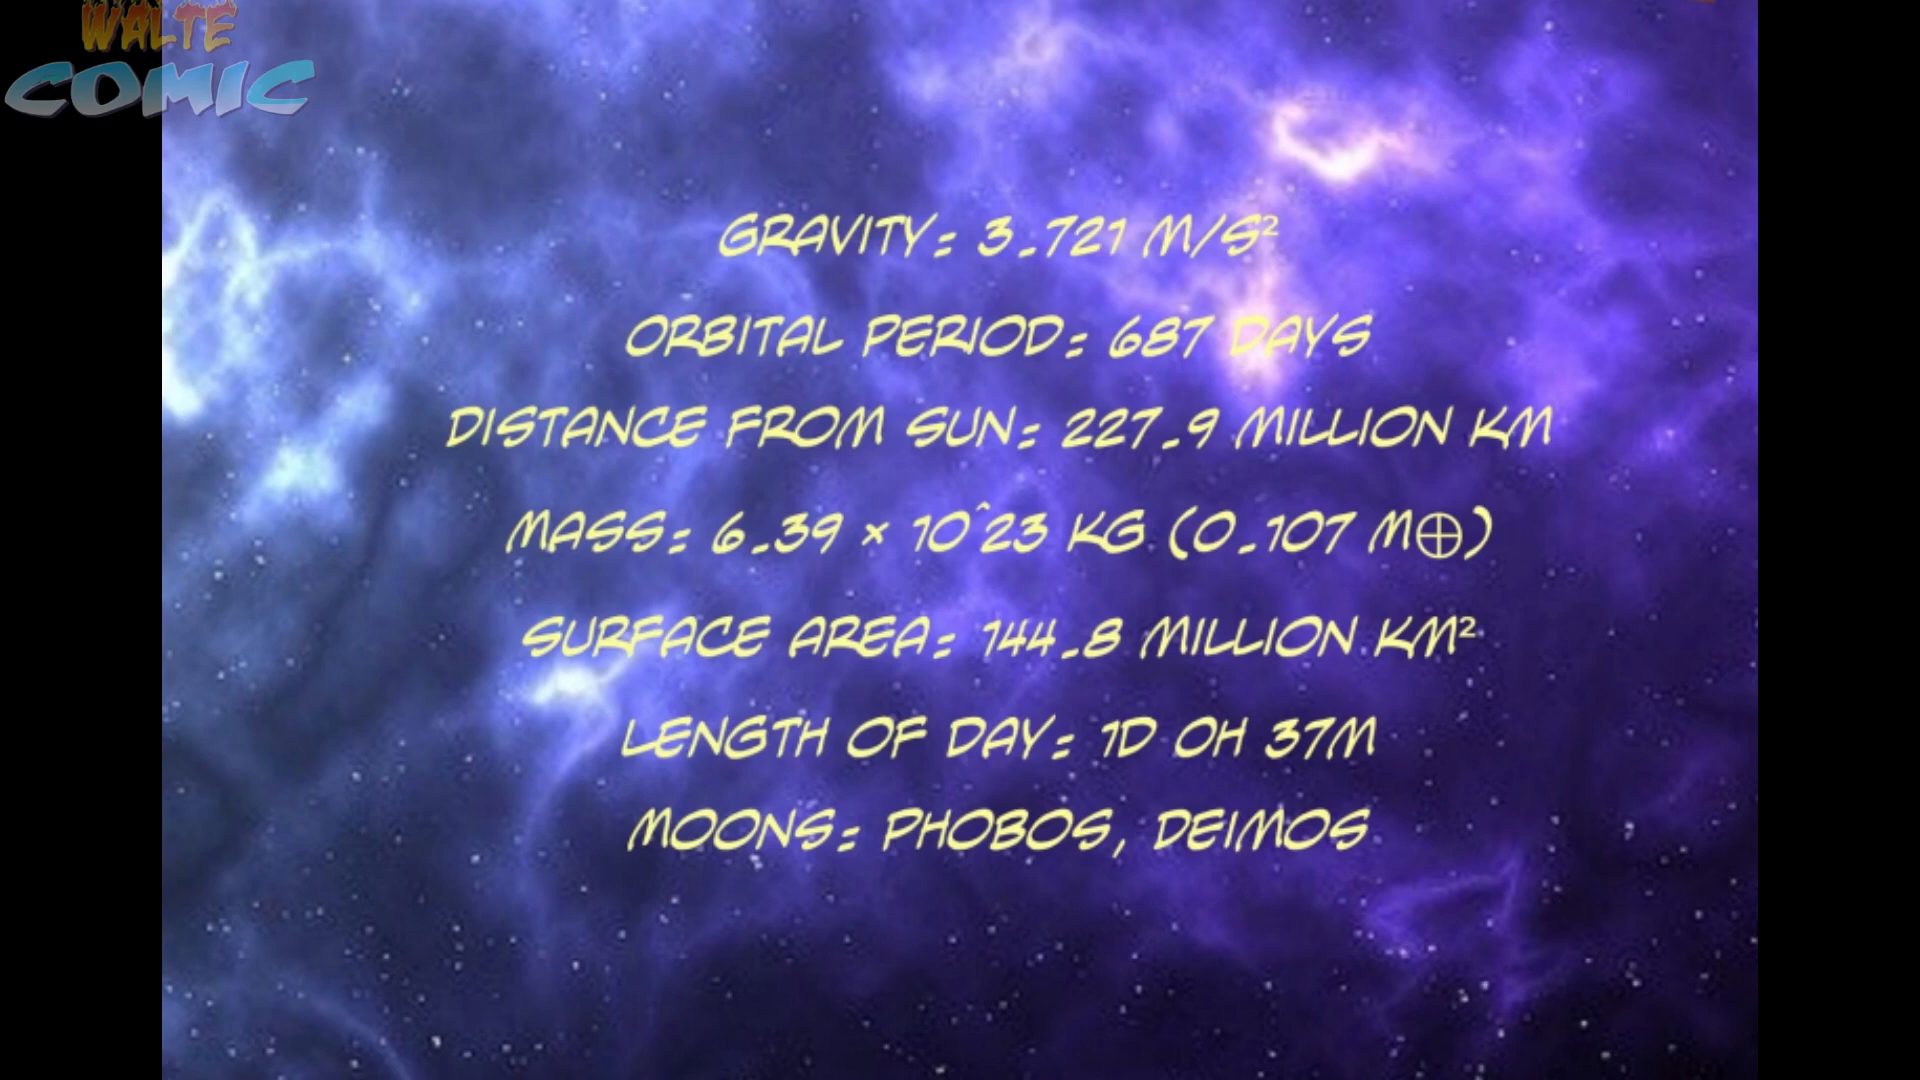 WALTE
COMIC
GRAVITY: 3.721 M/S²
ORBITAL PERIOD: 687 DAYS
DISTANCE FROM SUN: 227.9 MILLION KM
MASS: 6.39 × 10^23 KG (0.107 M⊕)
SURFACE AREA: 144.8 MILLION KM²
LENGTH OF DAY: 1D 0H 37M
MOONS: PHOBOS, DEIMOS